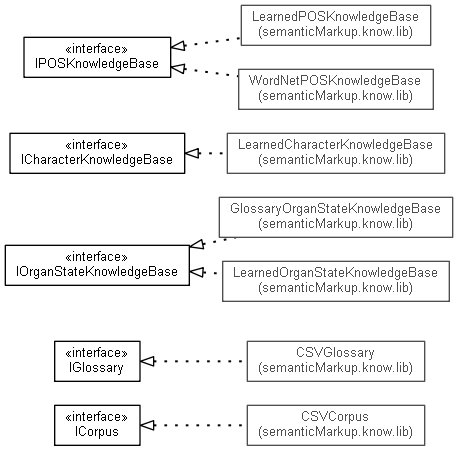 LearnedPOSKnowledgeBase
(semanticMarkup.know.lib)
«interface»
IPOSKnowledgeBase
WordNetPOSKnowledgeBase
(semanticMarkup.know.lib)
«interface»
ICharacterKnowledgeBase
LearnedCharacterKnowledgeBase
(semanticMarkup.know.lib)
GlossaryOrganStateKnowledgeBase
(semanticMarkup.know.lib)
«interface»
IOrganStateKnowledgeBase
LearnedOrganStateKnowledgeBase
(semanticMarkup.know.lib)
«interface»
IGlossary
CSVGlossary
(semanticMarkup.know.lib)
«interface»
ICorpus
CSVCorpus
(semanticMarkup.know.lib)